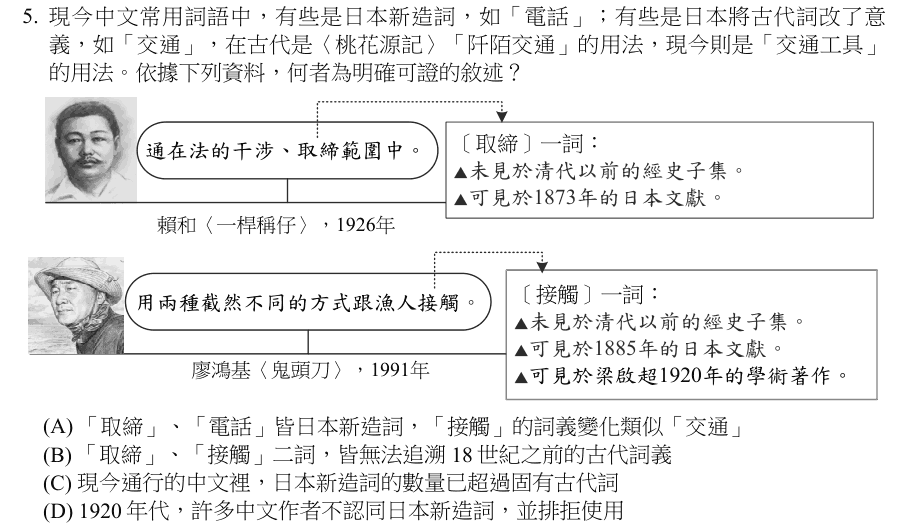 5. 現今中文常用詞語中，有些是日本新造詞，如「電話」；有些是日本將古代詞改了意
義，如「交通」，在古代是〈桃花源記〉「阡陌交通」的用法，現今則是「交通工具」
的用法。依據下列資料，何者為明確可證的敘述？
通在法的干涉、取締範圍中。
賴和〈一桿稱仔〉，1926年
〔取締〕一詞：
▲未見於清代以前的經史子集。
▲可見於1873年的日本文獻。
用兩種截然不同的方式跟漁人接觸。
廖鴻基〈鬼頭刀〉，1991年
〔接觸〕一詞：
▲未見於清代以前的經史子集。
▲可見於1885年的日本文獻。
▲可見於梁啟超1920年的學術著作。
(A) 「取締」、「電話」皆日本新造詞，「接觸」的詞義變化類似「交通」
(B) 「取締」、「接觸」二詞，皆無法追溯 18 世紀之前的古代詞義
(C) 現今通行的中文裡，日本新造詞的數量已超過固有古代詞
(D) 1920 年代，許多中文作者不認同日本新造詞，並排拒使用